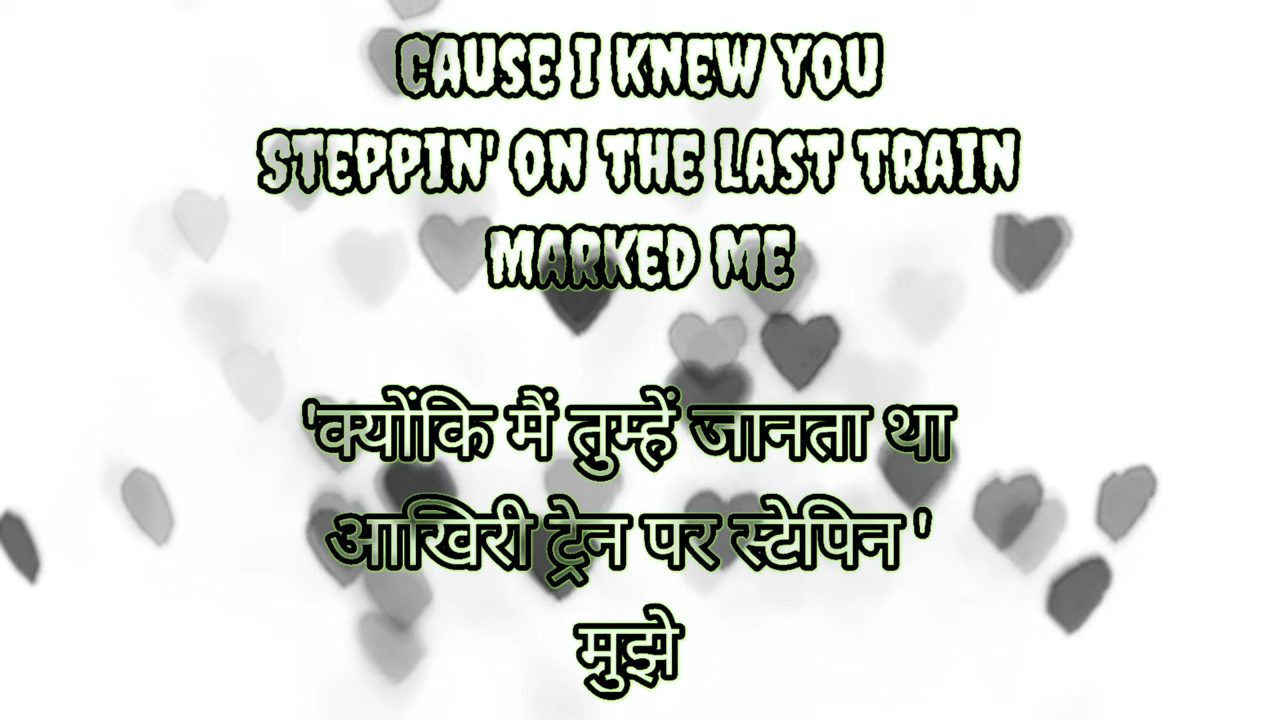 CAUSE I KNEW YOU
STEPPIN' ON THE LAST TRAIN
MARKED ME
'क्योंकि मैं तुम्हें जानता था
आखिरी ट्रेन पर स्टेपिन '
मुझे